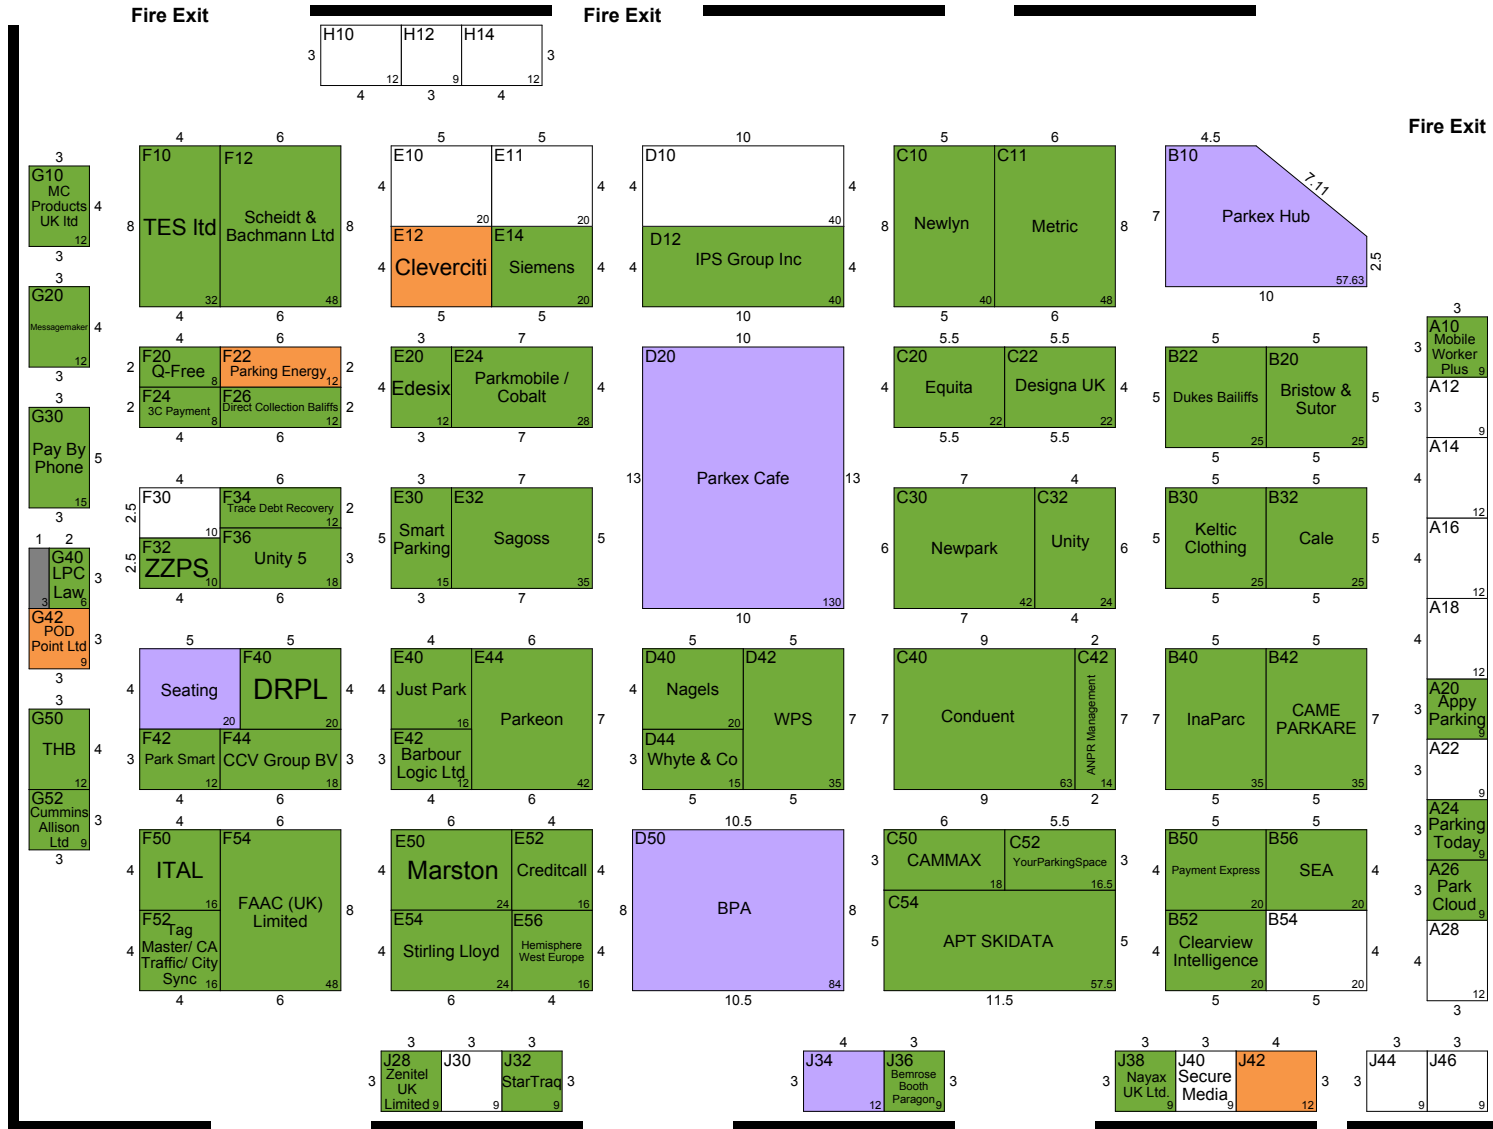 Fire Exit
Fire Exit
H10 H12 H14
3 3
12 9 12
4 3 4
Fire Exit
4 6 5 5 10 5 6 4.5
3
G10
MC
Products
UK ltd
12
4
3
F10
TES ltd
32
8
F12
Scheidt &
Bachmann Ltd
48
8
E10
20
4
E11
20
4
E12
Cleverciti
4
E14
Siemens
20
4
5 5
D10
40
4 4
D12
IPS Group Inc
40
4 4
10
C10
Newlyn
40
8
C11
Metric
48
8
5 6
B10
Parkex Hub
57.63
7
7.11
2.5
10
3
G20
Messagemaker
12
4
3
4 6
F20
Q-Free
8
2
F22
Parking Energy
12
2
F24
3C Payment
8
2
F26
Direct Collection Baliffs
12
2
4 6
3 7
E20
Edesix
12
4
E24
Parkmobile /
Cobalt
28
4
3 7
10
D20
Parkex Cafe
130
13 13
10
5.5 5.5
C20
Equita
22
4
C22
Designa UK
22
4
5.5 5.5
5 5
B22
Dukes Bailiffs
25
5
B20
Bristow &
Sutor
25
5
5 5
3
A10
Mobile
Worker
Plus 9
3
A12
9
3
A14
12
4
A16
12
4
A18
12
4
A20
Appy
Parking
9
3
A22
9
3
A24
Parking
Today
9
3
A26
Park
Cloud 9
3
A28
12
4
3
3
G30
Pay By
Phone
15
5
3
4 6
F30
10
2.5
F34
Trace Debt Recovery
12
2
F32
ZZPS
10
2.5
F36
Unity 5
18
3
4 6
3 7
E30
Smart
Parking
15
5
E32
Sagoss
35
5
3 7
7 4
C30
Newpark
42
6
C32
Unity
24
6
7 4
B30
Keltic
Clothing
25
5
B32
Cale
25
5
5 5
1 2
3
G40
LPC
Law
6
3
G42
POD
Point Ltd
9
3
3
5 5
Seating
20
4
F40
DRPL
20
4
F42
Park Smart
12
3
F44
CCV Group BV
18
3
4 6
4 6
E40
Just Park
16
4
E44
Parkeon
42
7
E42
Barbour
Logic Ltd
12
3
4 6
5 5
D40
Nagels
20
4
D42
WPS
35
7
D44
Whyte & Co
15
3
5 5
9 2
C40
Conduent
63
7
C42
ANPR Management
14
7
9 2
5 5
B40
InaParc
35
7
B42
CAME
PARKARE
35
7
5 5
3
G50
THB
12
4
G52
Cummins
Allison
Ltd 9
3
3
F50
ITAL
16
4
F54
FAAC (UK)
Limited
48
8
F52
Tag
Master/ CA
Traffic/ City
Sync 16
4
4 6
6 4
E50
Marston
24
4
E52
Creditcall
16
4
E54
Stirling Lloyd
24
4
E56
Hemisphere
West Europe
16
4
6 4
10.5
D50
BPA
84
8 8
10.5
6 5.5
C50
CAMMAX
18
3
C52
YourParkingSpace
16.5
3
C54
APT SKIDATA
57.5
5 5
11.5
B50
Payment Express
20
4
B56
SEA
20
4
B52
Clearview
Intelligence
20
4
B54
20
4
5 5
3 3 3
3
J28
Zenitel
UK
Limited 9
J30
9
J32
StarTraq
9
3
4 3
3
J34
12
J36
Bemrose
Booth
Paragon 9
3
3 3 4
3
J38
Nayax
UK Ltd.
9
J40
Secure
Media
9
J42
12
3
3 3
3
J44
9
J46
9